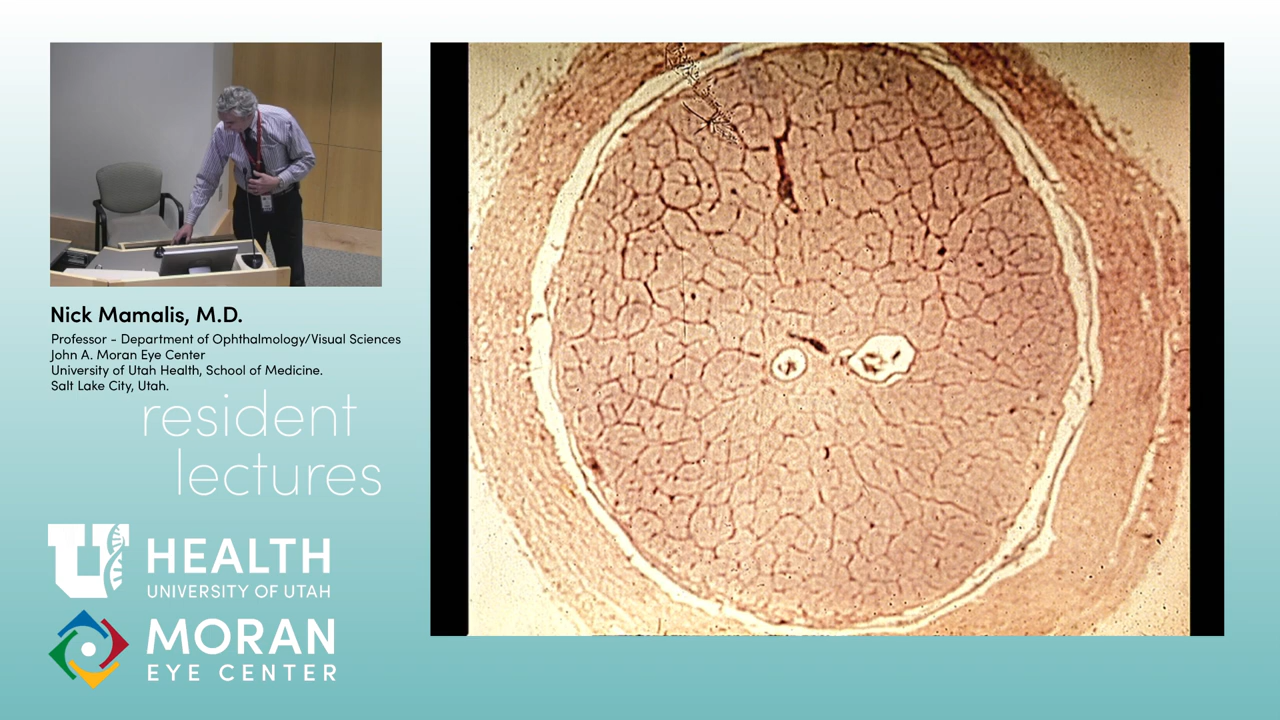 Nick Mamalis, M.D.
Professor - Department of Ophthalmology/Visual Sciences
John A. Moran Eye Center
University of Utah Health, School of Medicine.
Salt Lake City, Utah.
resident
lectures
U HEALTH
UNIVERSITY OF UTAH
MORAN
EYE CENTER